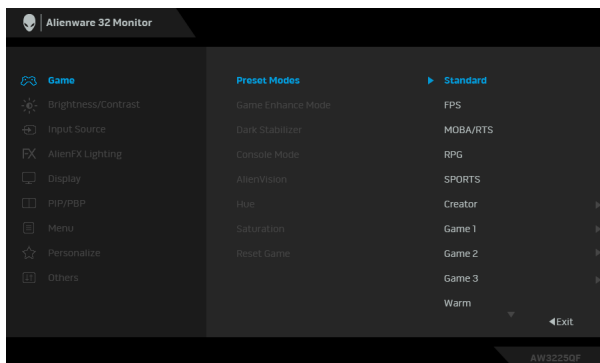 Alienware 32 Monitor
Game
Brightness/Contrast
Input Source
AlienFX Lighting
Display
PIP/PBP
Menu
Personalize
Others
Preset Modes
Game Enhance Mode
Dark Stabilizer
Console Mode
AlienVision
Hue
Saturation
Reset Game
Standard
FPS
MOBA/RTS
RPG
SPORTS
Creator
Game 1
Game 2
Game 3
Warm
Exit
AW3225QF